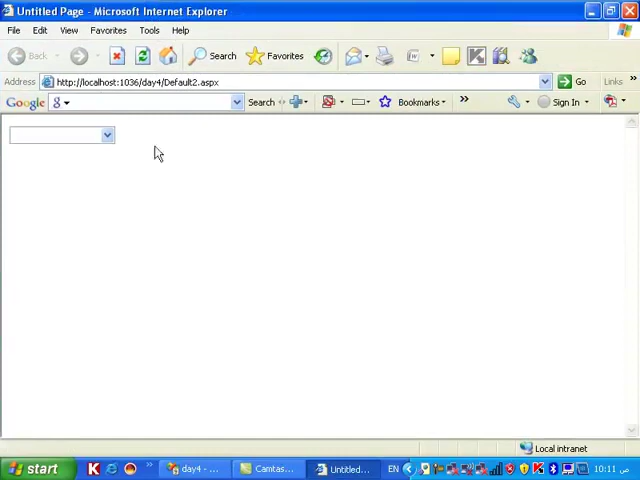 Untitled Page - Microsoft Internet Explorer
File Edit View Favorites Tools Help
Back Search Favorites
Address http://localhost:1036/day4/Default2.aspx Go Links »
Google g Search Bookmarks » Sign In
Local intranet
start K » day4 - ... Camtas... Untitled... EN 10:11 ص